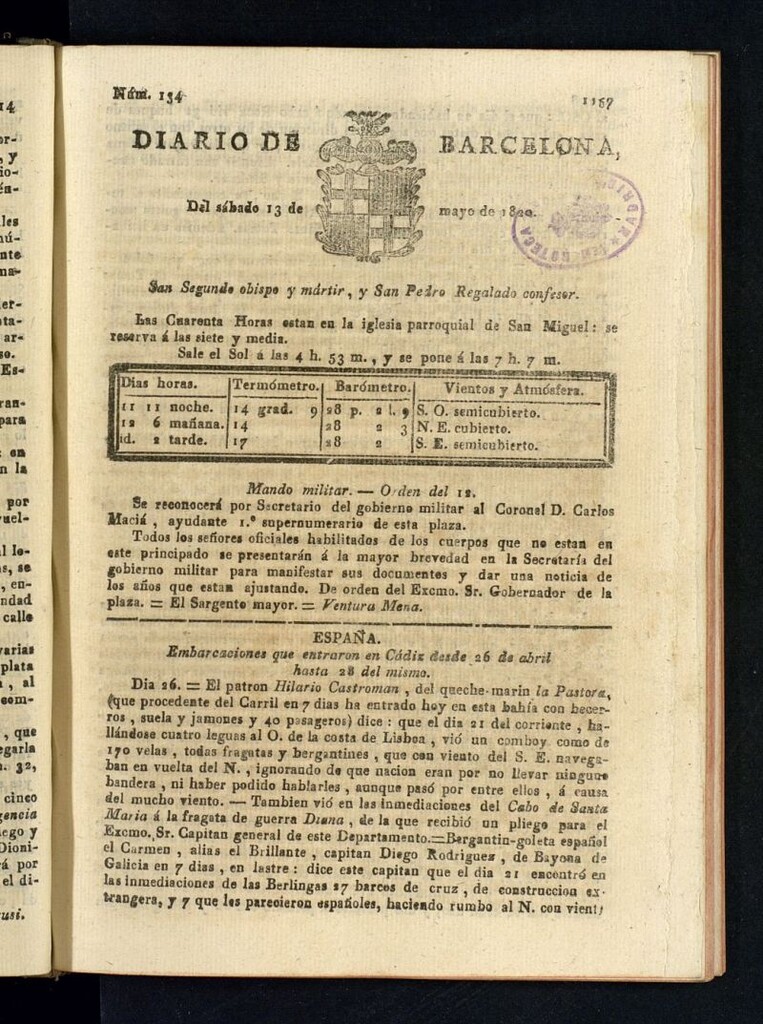 Núm. 134
DIARIO DE BARCELONA,
Del sábado 13 de mayo de 1820.
San Segundo obispo y mártir, y San Pedro Regalado confesor.
Las Cuarenta Horas estan en la iglesia parroquial de San Miguel: se
reserva á las siete y media.
Sale el Sol á las 4 h. 53 m., y se pone á las 7 h. 7 m.
Dias horas. Termómetro. Barómetro. Vientos y Atmósfera.
11 11 noche. 14 grad. 9 28 p. 2 l. 9 S. O. semicubierto.
12 6 mañana. 14 28 2 3 N. E. cubierto.
id. 2 tarde. 17 28 2 S. E. semicubierto.
Mando militar. — Orden del 12.
Se reconocerá por Secretario del gobierno militar al Coronel D. Carlos
Maciá, ayudante 1.º supernumerario de esta plaza.
Todos los señores oficiales habilitados de los cuerpos que no estan en
este principado se presentarán á la mayor brevedad en la Secretaría del
gobierno militar para manifestar sus documentos y dar una noticia de
los años que estan ajustando. De orden del Excmo. Sr. Gobernador de la
plaza. = El Sargento mayor. = Ventura Mena.
ESPAÑA.
Embarcaciones que entraron en Cádiz desde 26 de abril
hasta 28 del mismo.
Dia 26. = El patron Hilario Castroman, del queche-marin la Pastora,
(que procedente del Carril en 7 dias ha entrado hoy en esta bahía con becer-
ros, suela y jamones y 40 pasageros) dice: que el dia 21 del corriente, ha-
llándose cuatro leguas al O. de la costa de Lisboa, vió un comboy como de
170 velas, todas fragatas y bergantines, que con viento del S. E. navega-
ban en vuelta del N., ignorando de que nacion eran por no llevar ninguno
bandera, ni haber podido hablarles, aunque pasó por entre ellos, á causa
del mucho viento. — Tambien vió en las inmediaciones del Cabo de Santa
Maria á la fragata de guerra Diana, de la que recibió un pliego para el
Excmo. Sr. Capitan general de este Departamento.=Bergantin-goleta español
el Carmen, alias el Brillante, capitan Diego Rodriguez, de Bayona de
Galicia en 7 dias, en lastre: dice este capitan que el dia 21 encontró en
las inmediaciones de las Berlingas 27 barcos de cruz, de construccion ex-
trangera, y 7 que les parecieron españoles, haciendo rumbo al N. con vient